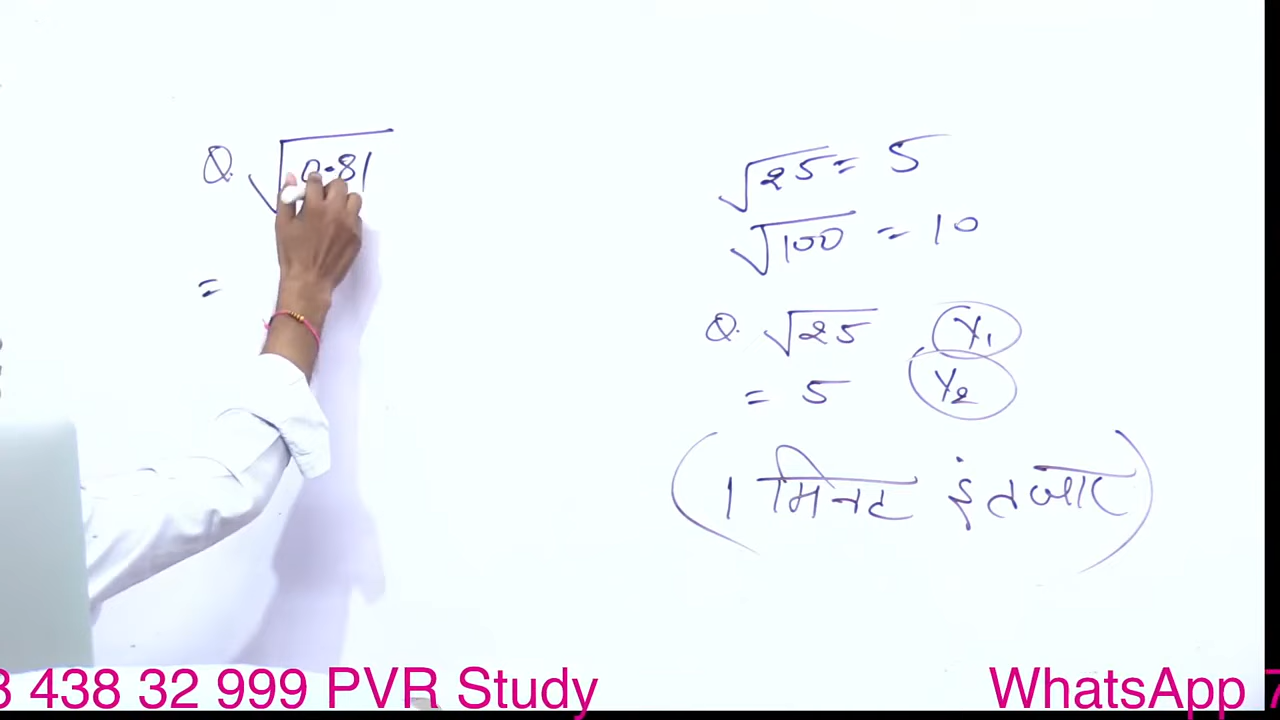 Q. √0.81
=
√25 = 5
√100 = 10
Q. √25 Y1
= 5 Y2
(1 मिनट इंतजार)
438 32 999 PVR Study WhatsApp